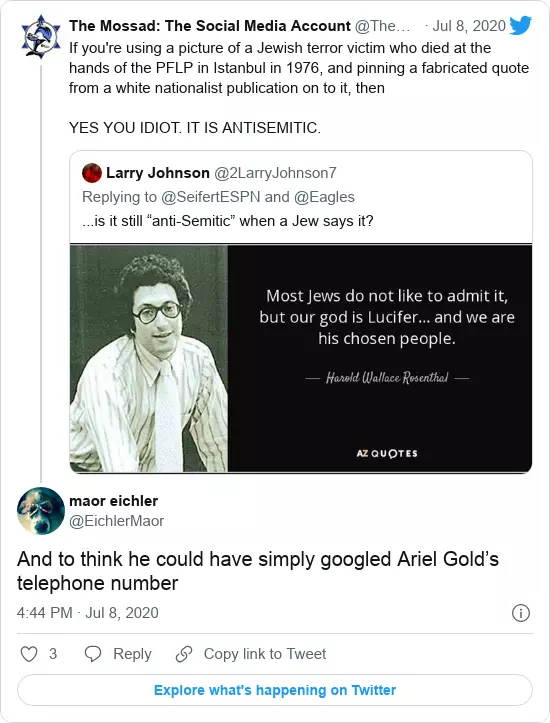 The Mossad: The Social Media Account @The... · Jul 8, 2020
If you're using a picture of a Jewish terror victim who died at the
hands of the PFLP in Istanbul in 1976, and pinning a fabricated quote
from a white nationalist publication on to it, then
YES YOU IDIOT. IT IS ANTISEMITIC.
Larry Johnson @2LarryJohnson7
Replying to @SeifertESPN and @Eagles
...is it still “anti-Semitic” when a Jew says it?
Most Jews do not like to admit it,
but our god is Lucifer... and we are
his chosen people.
— Harold Wallace Rosenthal —
AZ QUOTES
maor eichler
@EichlerMaor
And to think he could have simply googled Ariel Gold’s
telephone number
4:44 PM · Jul 8, 2020
3 Reply Copy link to Tweet
Explore what's happening on Twitter